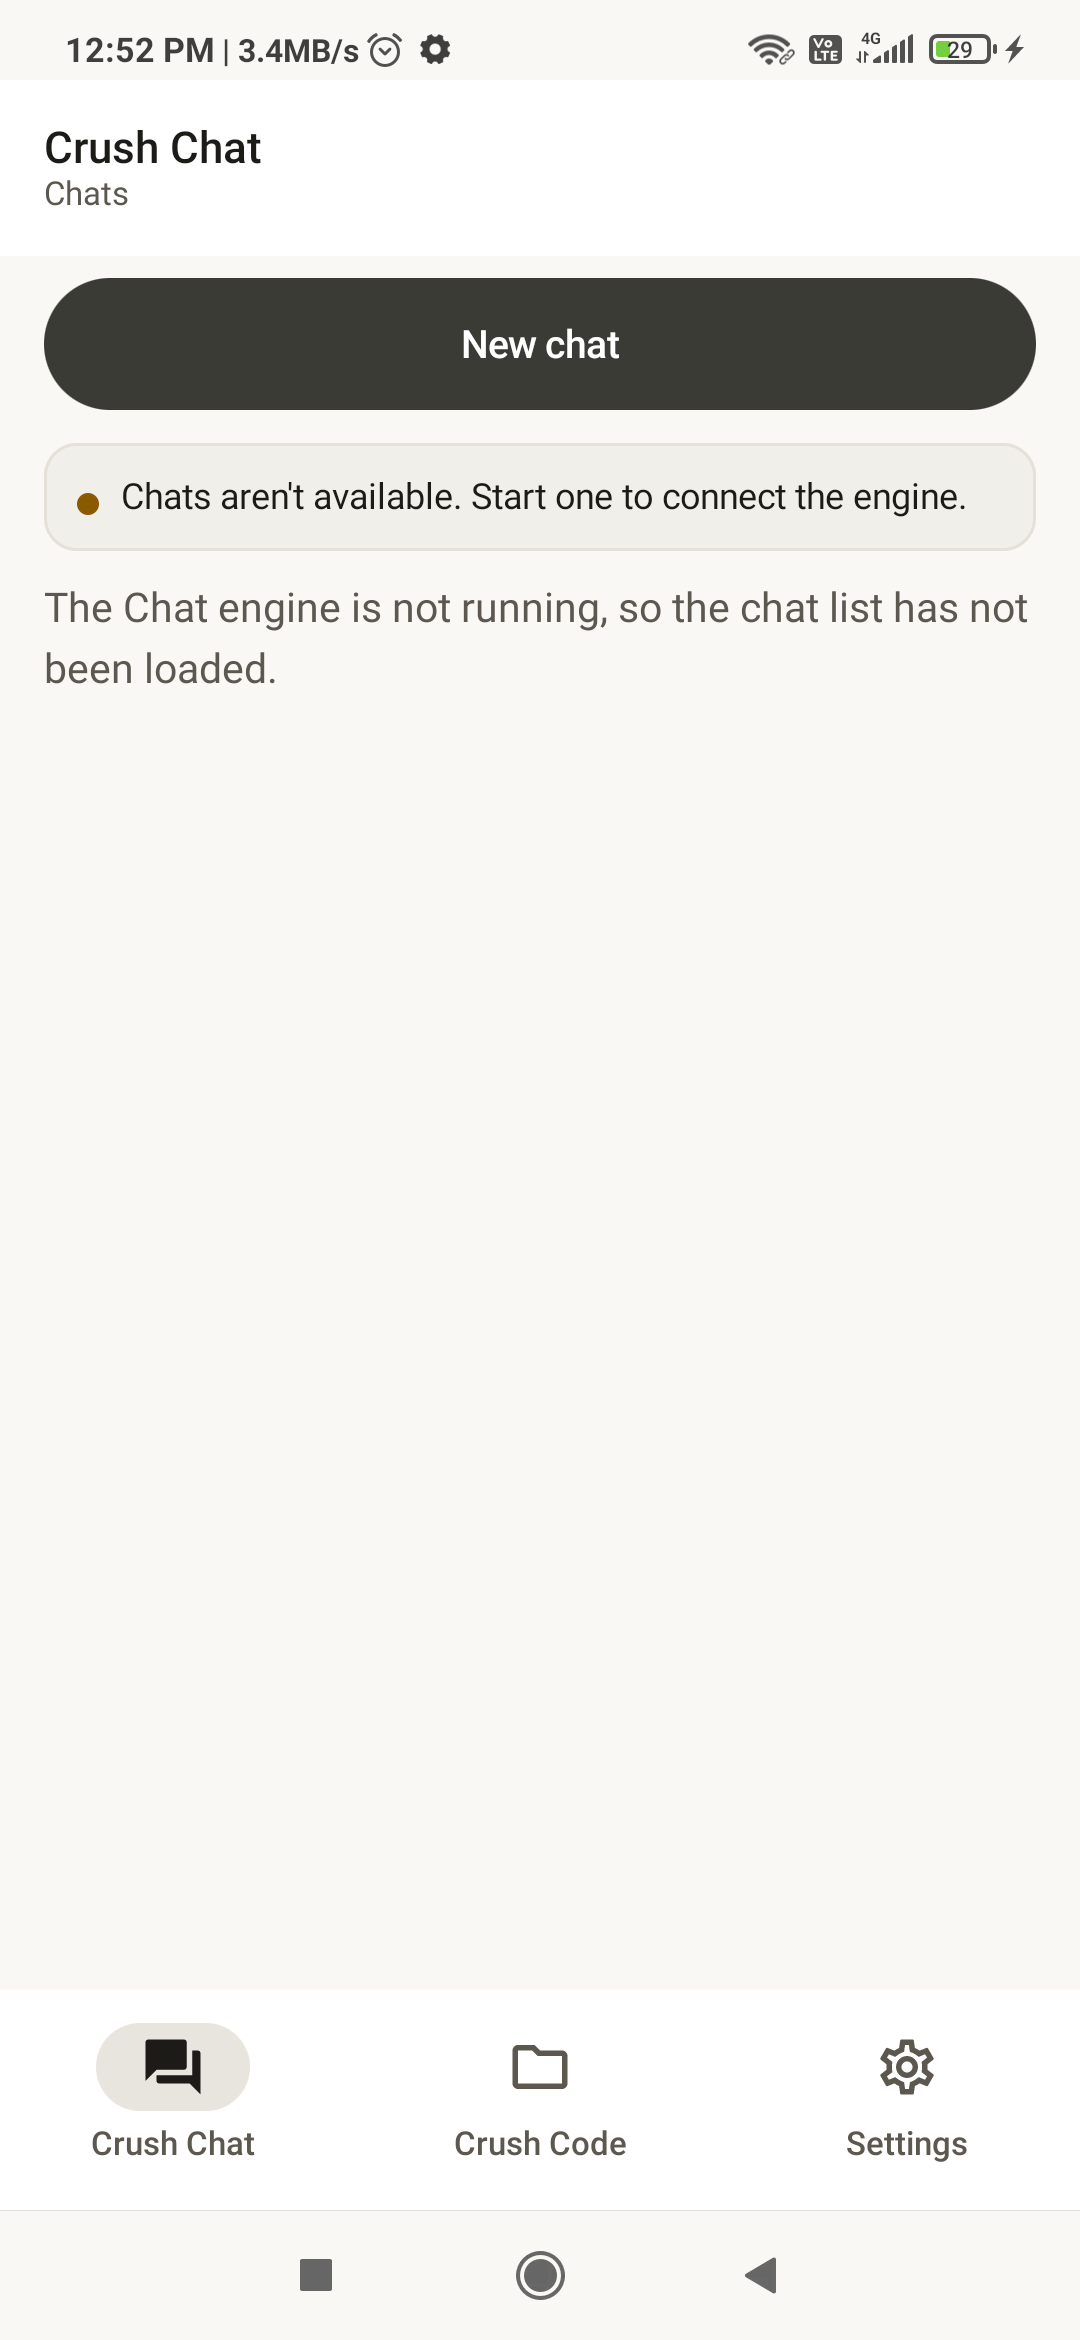 12:52 PM | 3.4MB/s
Vo LTE
4G
29
Crush Chat
Chats
New chat
Chats aren't available. Start one to connect the engine.
The Chat engine is not running, so the chat list has not
been loaded.
Crush Chat
Crush Code
Settings